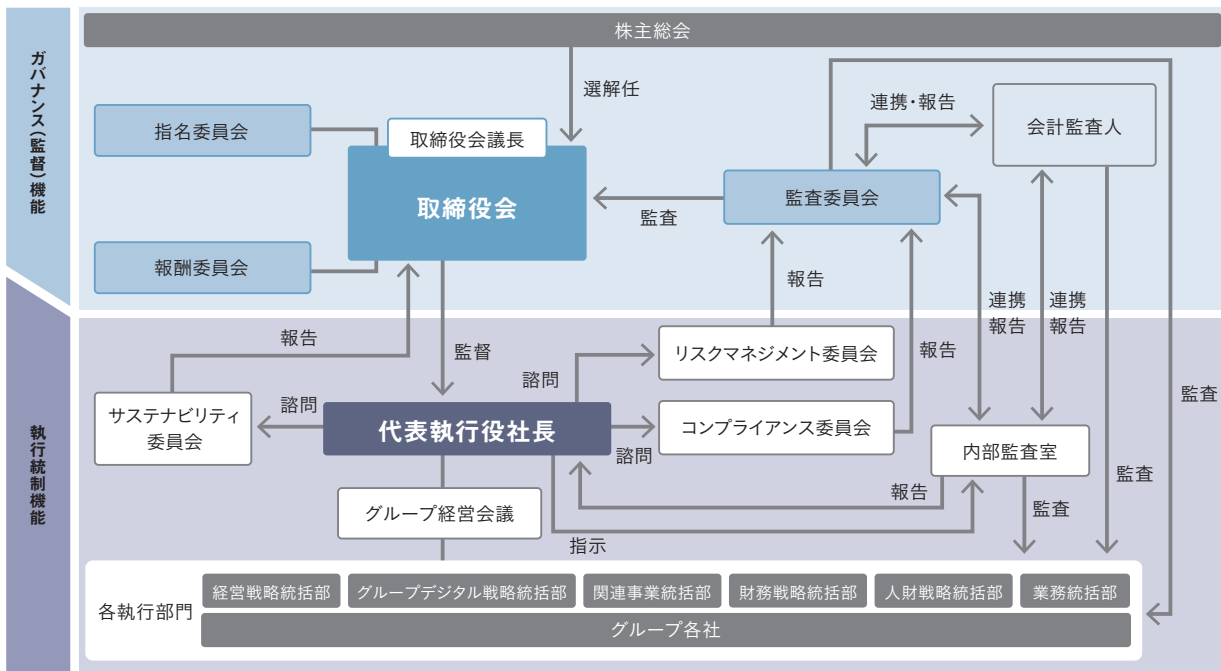 株主総会
ガバナンス(監督)機能
選解任
連携・報告
会計監査人
指名委員会
取締役会議長
取締役会
監査
監査委員会
報酬委員会
報告
連携
報告
連携
報告
報告
監督
報告
リスクマネジメント委員会
諮問
監査
サステナビリティ
委員会
諮問
代表執行役社長
諮問
コンプライアンス委員会
内部監査室
執行統制機能
グループ経営会議
報告
監査
監査
指示
各執行部門
経営戦略統括部
グループデジタル戦略統括部
関連事業統括部
財務戦略統括部
人財戦略統括部
業務統括部
グループ各社